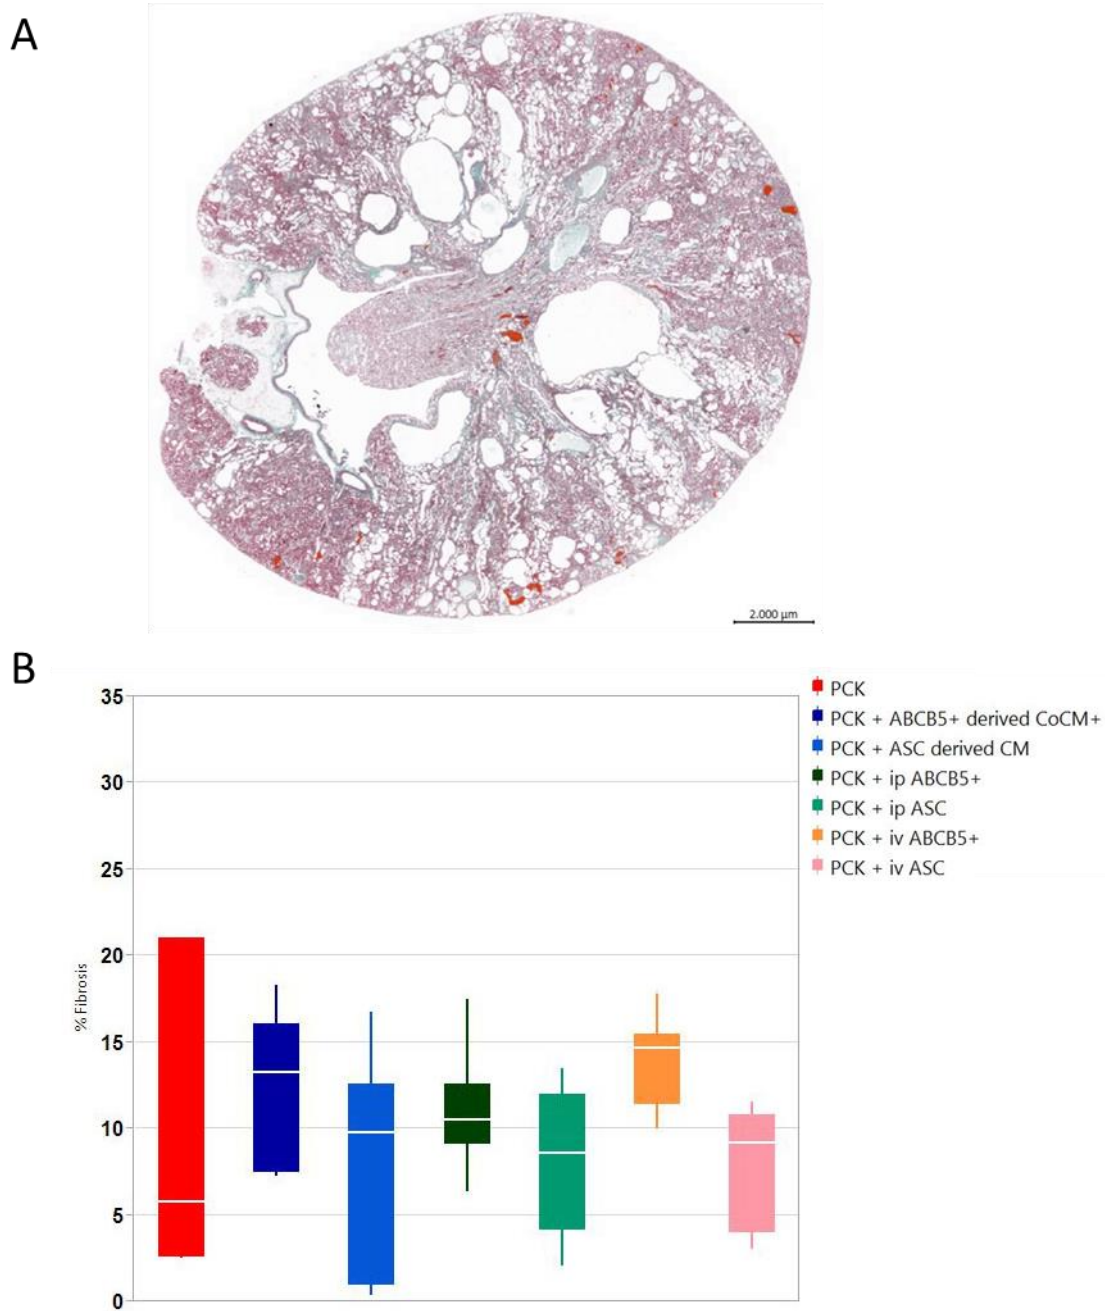 A
2.000 µm
B
35
30
25
20
15
10
5
0
% Fibrosis
PCK
PCK + ABCB5+ derived CoCM+
PCK + ASC derived CM
PCK + ip ABCB5+
PCK + ip ASC
PCK + iv ABCB5+
PCK + iv ASC